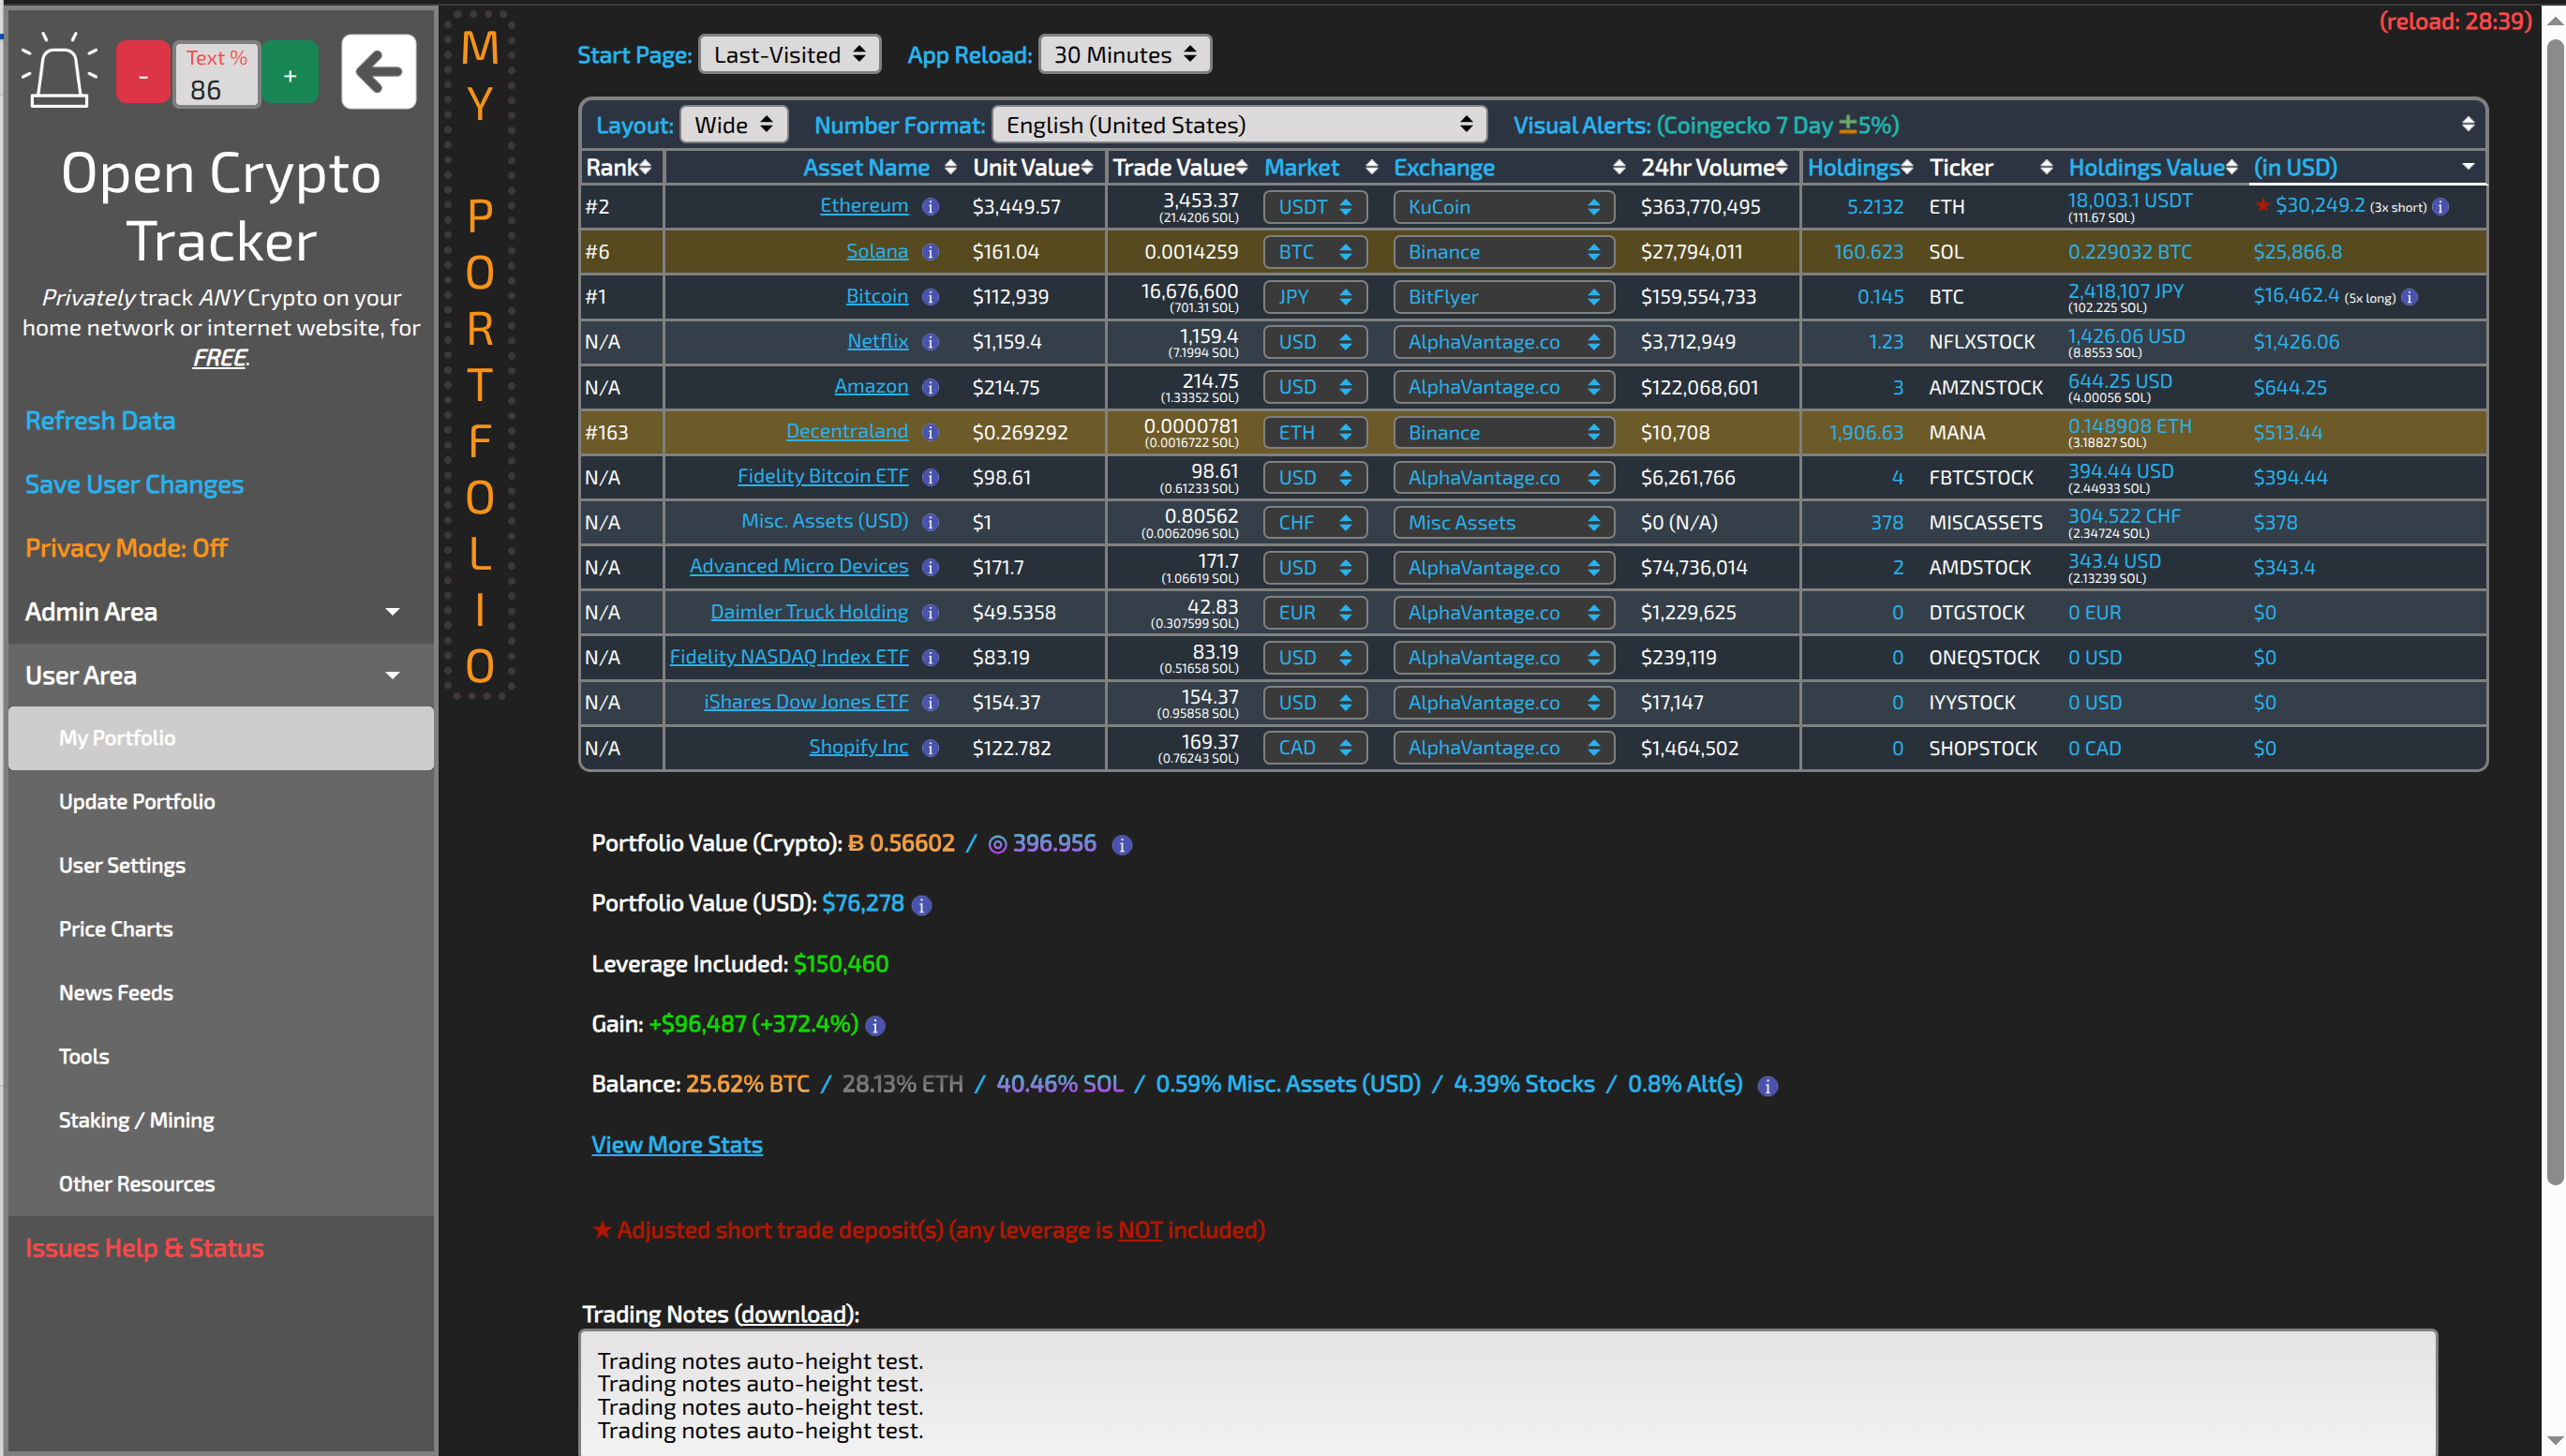 (reload: 28:39)
- Text % 86 +
Open Crypto
Tracker
Privately track ANY Crypto on your
home network or internet website, for
FREE.
Refresh Data
Save User Changes
Privacy Mode: Off
Admin Area
User Area
My Portfolio
Update Portfolio
User Settings
Price Charts
News Feeds
Tools
Staking / Mining
Other Resources
Issues Help & Status
MY PORTFOLIO
Start Page: Last-Visited App Reload: 30 Minutes
Layout: Wide Number Format: English (United States) Visual Alerts: (Coingecko 7 Day ±5%)
Rank Asset Name Unit Value Trade Value Market Exchange 24hr Volume Holdings Ticker Holdings Value (in USD)
#2 Ethereum i $3,449.57 3,453.37 (21.4206 SOL) USDT KuCoin $363,770,495 5.2132 ETH 18,003.1 USDT (111.67 SOL) ★ $30,249.2 (3x short) i
#6 Solana i $161.04 0.0014259 BTC Binance $27,794,011 160.623 SOL 0.229032 BTC $25,866.8
#1 Bitcoin i $112,939 16,676,600 (701.31 SOL) JPY BitFlyer $159,554,733 0.145 BTC 2,418,107 JPY (102.225 SOL) $16,462.4 (5x long) i
N/A Netflix i $1,159.4 1,159.4 (7.1994 SOL) USD AlphaVantage.co $3,712,949 1.23 NFLXSTOCK 1,426.06 USD (8.8553 SOL) $1,426.06
N/A Amazon i $214.75 214.75 (1.33352 SOL) USD AlphaVantage.co $122,068,601 3 AMZNSTOCK 644.25 USD (4.00056 SOL) $644.25
#163 Decentraland i $0.269292 0.0000781 (0.0016722 SOL) ETH Binance $10,708 1,906.63 MANA 0.148908 ETH (3.18827 SOL) $513.44
N/A Fidelity Bitcoin ETF i $98.61 98.61 (0.61233 SOL) USD AlphaVantage.co $6,261,766 4 FBTCSTOCK 394.44 USD (2.44933 SOL) $394.44
N/A Misc. Assets (USD) i $1 0.80562 (0.0062096 SOL) CHF Misc Assets $0 (N/A) 378 MISCASSETS 304.522 CHF (2.34724 SOL) $378
N/A Advanced Micro Devices i $171.7 171.7 (1.06619 SOL) USD AlphaVantage.co $74,736,014 2 AMDSTOCK 343.4 USD (2.13239 SOL) $343.4
N/A Daimler Truck Holding i $49.5358 42.83 (0.307599 SOL) EUR AlphaVantage.co $1,229,625 0 DTGSTOCK 0 EUR $0
N/A Fidelity NASDAQ Index ETF i $83.19 83.19 (0.51658 SOL) USD AlphaVantage.co $239,119 0 ONEQSTOCK 0 USD $0
N/A iShares Dow Jones ETF i $154.37 154.37 (0.95858 SOL) USD AlphaVantage.co $17,147 0 IYYSTOCK 0 USD $0
N/A Shopify Inc i $122.782 169.37 (0.76243 SOL) CAD AlphaVantage.co $1,464,502 0 SHOPSTOCK 0 CAD $0
Portfolio Value (Crypto): Ƀ 0.56602 / ◎ 396.956 i
Portfolio Value (USD): $76,278 i
Leverage Included: $150,460
Gain: +$96,487 (+372.4%) i
Balance: 25.62% BTC / 28.13% ETH / 40.46% SOL / 0.59% Misc. Assets (USD) / 4.39% Stocks / 0.8% Alt(s) i
View More Stats
★ Adjusted short trade deposit(s) (any leverage is NOT included)
Trading Notes (download):
Trading notes auto-height test.
Trading notes auto-height test.
Trading notes auto-height test.
Trading notes auto-height test.